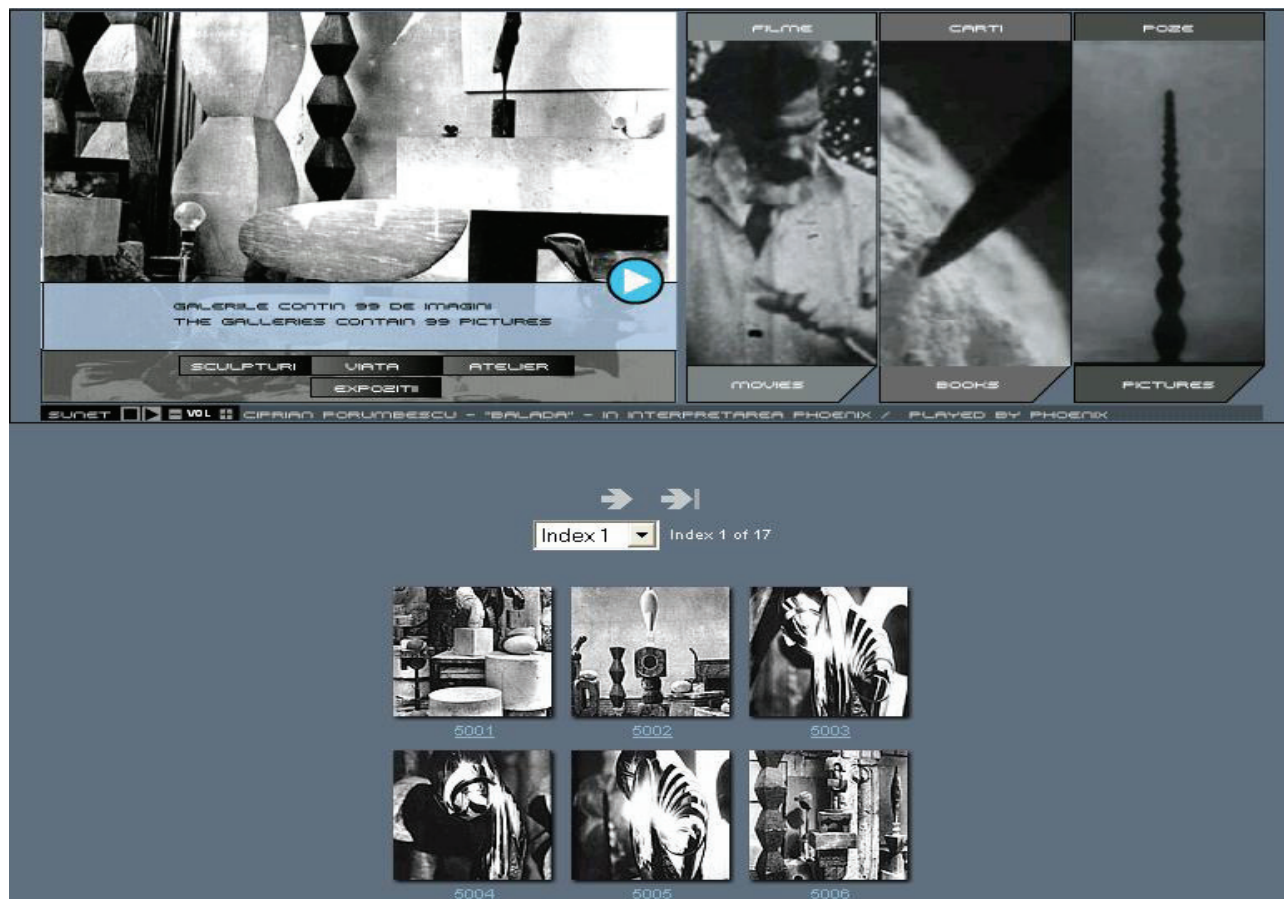 FILME
CARTI
POZE
GALERIILE CONTIN 99 DE IMAGINI
THE GALLERIES CONTAIN 99 PICTURES
SCULPTURI VIATA ATELIER
EXPOZITII
MOVIES
BOOKS
PICTURES
SUNET VOL CIPRIAN PORUMBESCU - "BALADA" - IN INTERPRETAREA PHOENIX / PLAYED BY PHOENIX
Index 1 Index 1 of 17
5001 5002 5003
5004 5005 5006